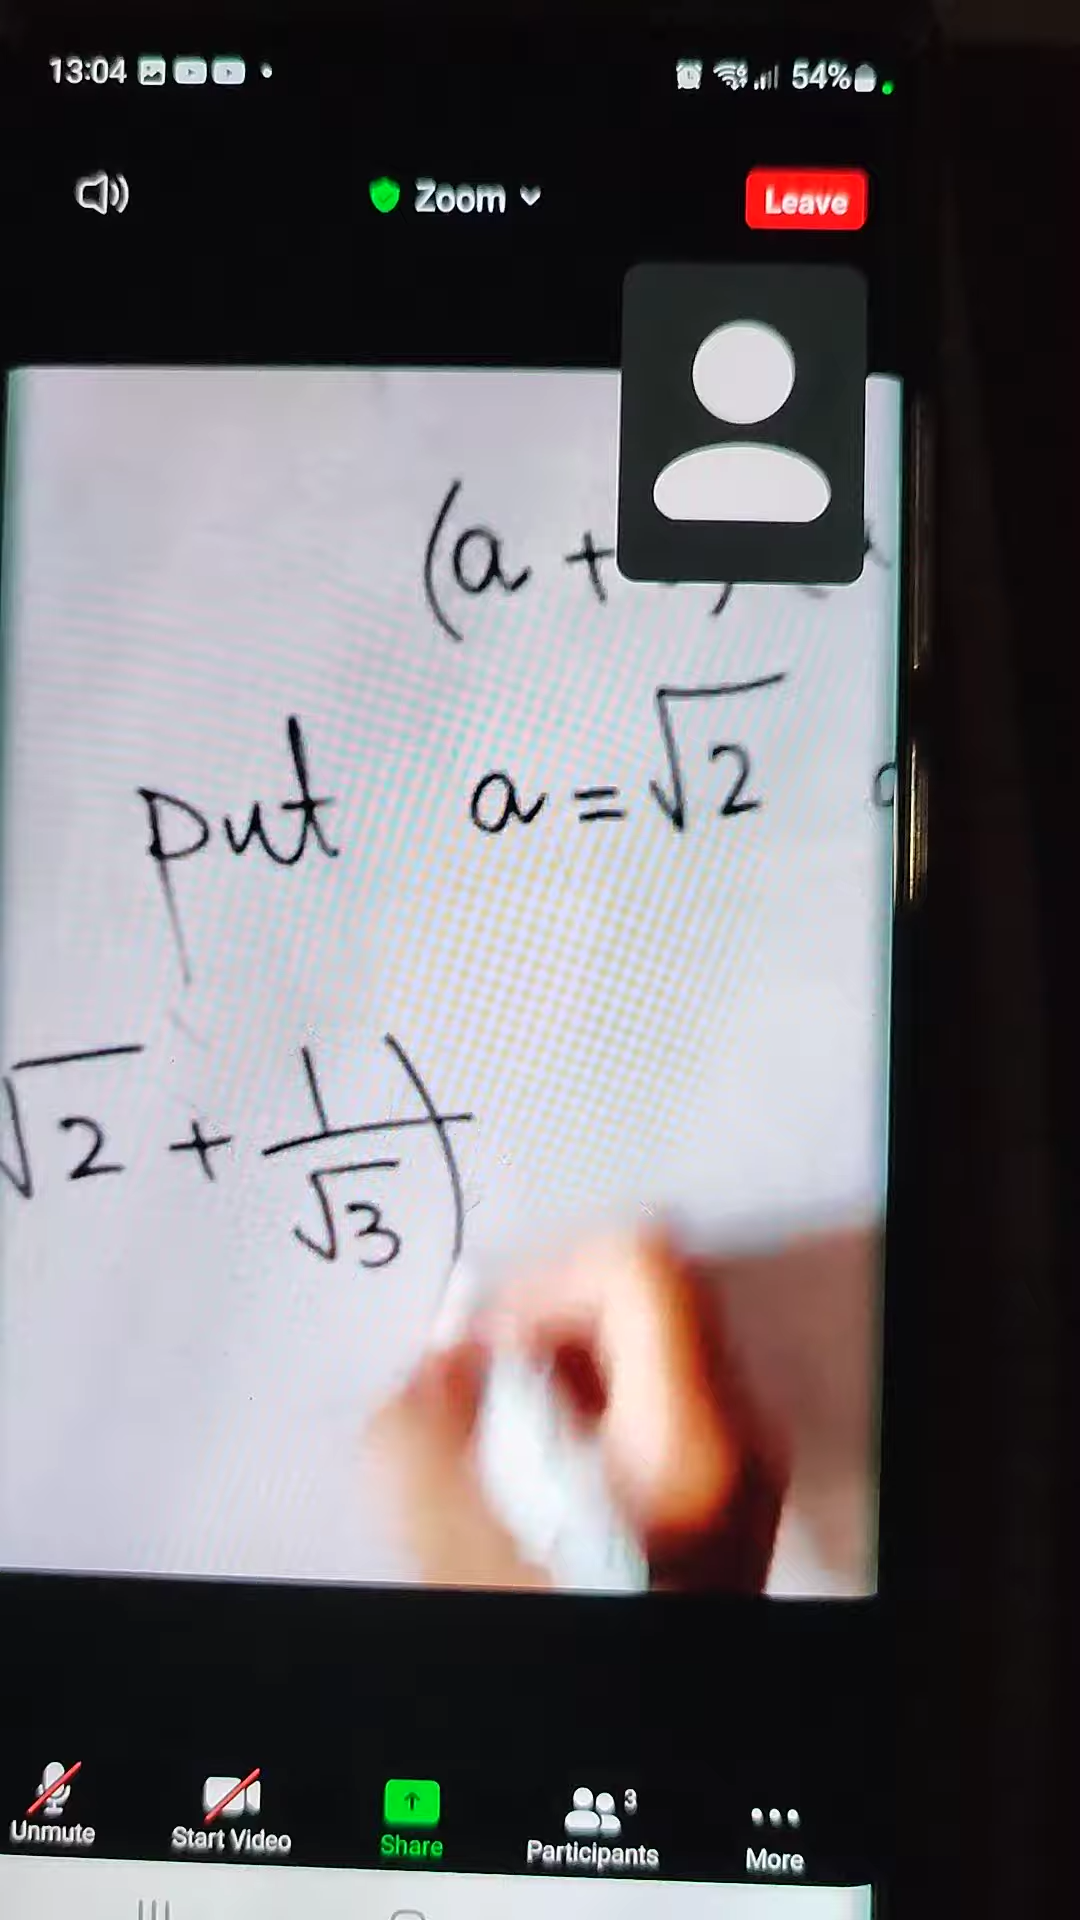 13:04 54%
Zoom Leave
(a +
put a = √2
√2 + 1/√3)
Unmute Start Video Share Participants 3 More